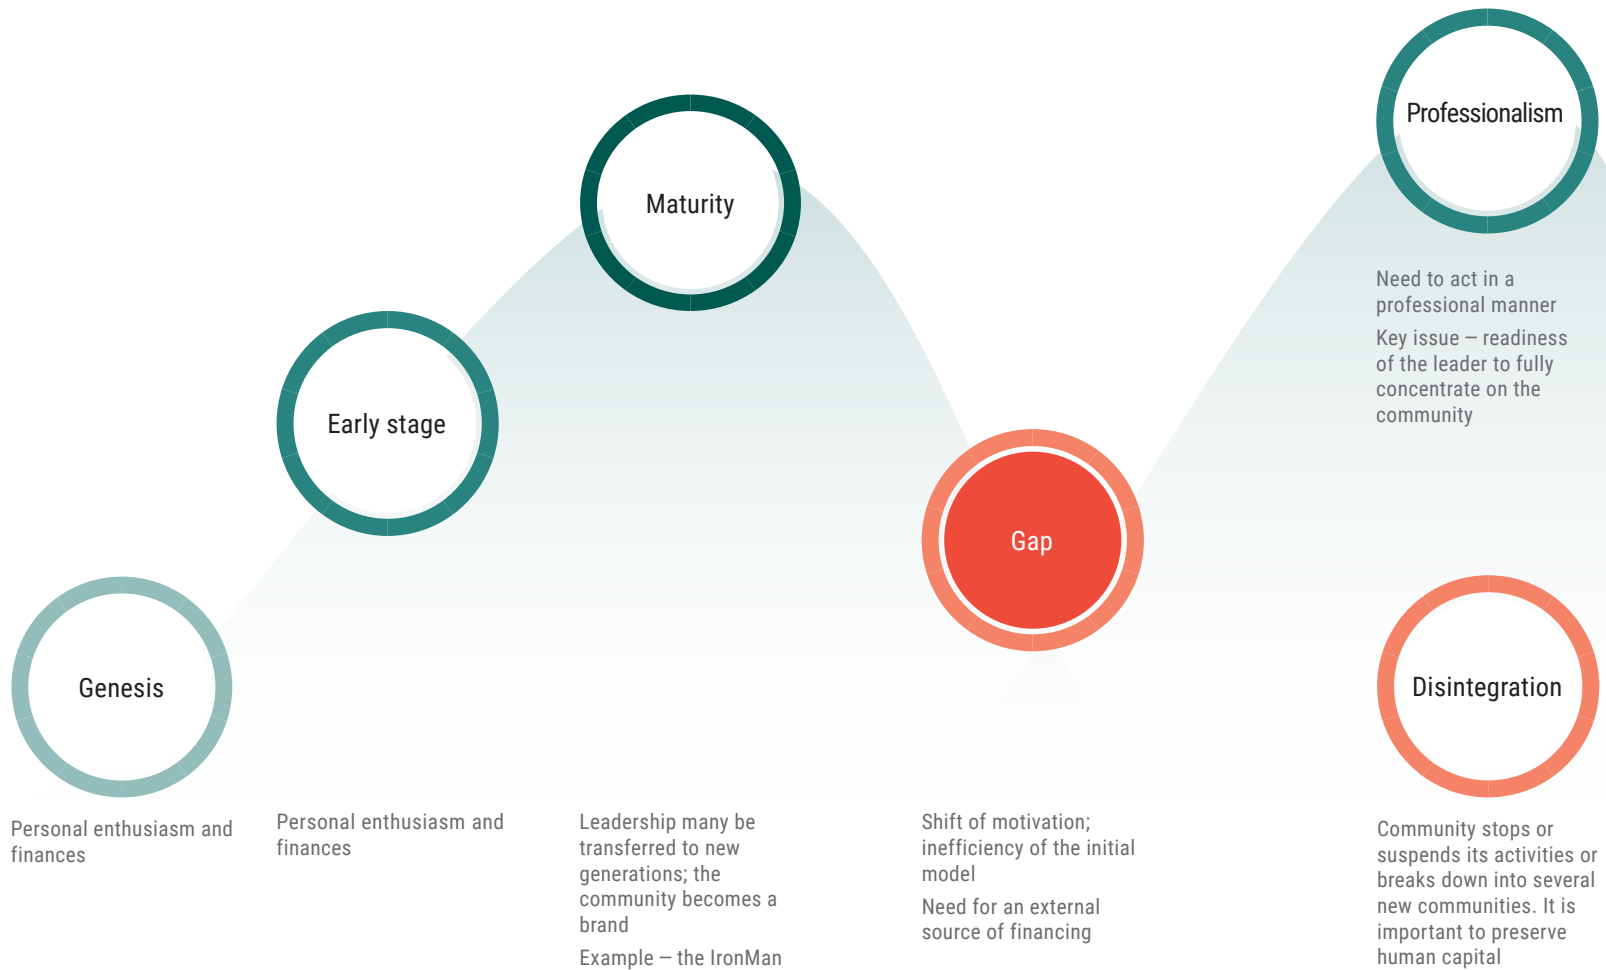 Genesis
Personal enthusiasm and
finances
Early stage
Personal enthusiasm and
finances
Maturity
Leadership many be
transferred to new
generations; the
community becomes a
brand
Example — the IronMan
Gap
Shift of motivation;
inefficiency of the initial
model
Need for an external
source of financing
Professionalism
Need to act in a
professional manner
Key issue — readiness
of the leader to fully
concentrate on the
community
Disintegration
Community stops or
suspends its activities or
breaks down into several
new communities. It is
important to preserve
human capital